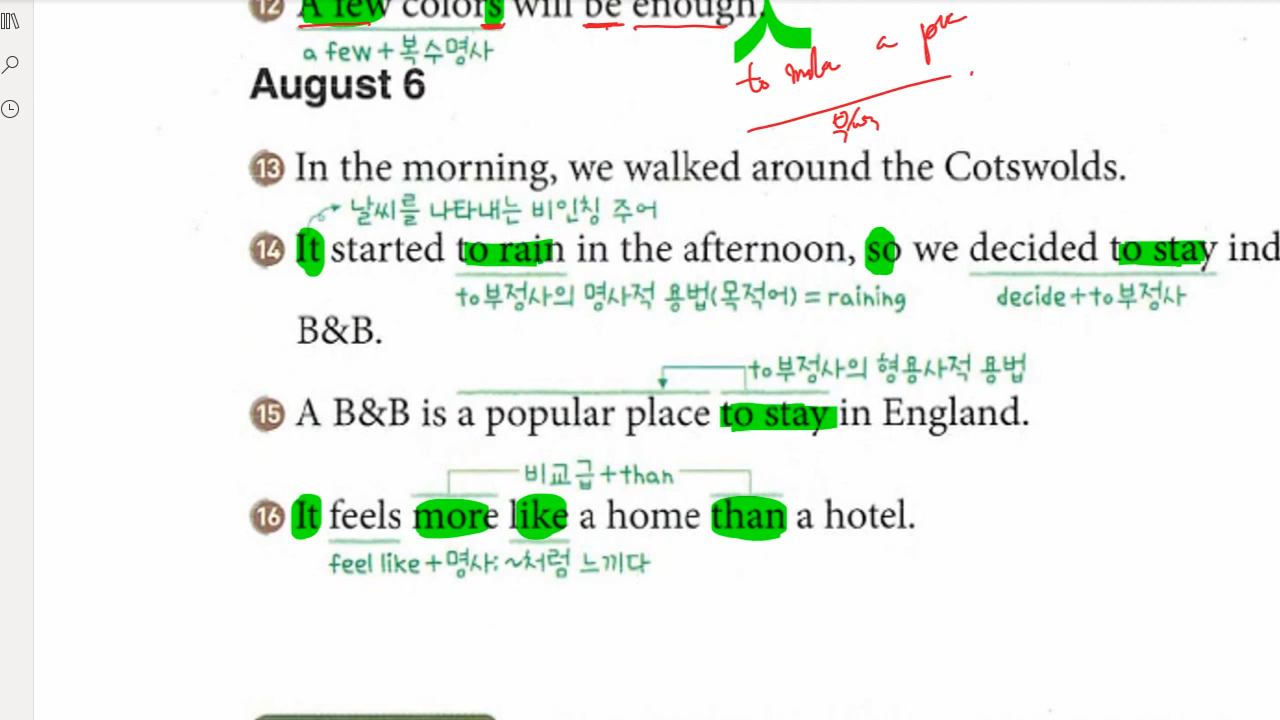 12 A few colors will be enough.
a few + 복수명사
to make a
August 6
13 In the morning, we walked around the Cotswolds.
날씨를 나타내는 비인칭 주어
14 It started to rain in the afternoon, so we decided to stay ind
to부정사의 명사적 용법(목적어) = raining decide+to부정사
B&B.
to부정사의 형용사적 용법
15 A B&B is a popular place to stay in England.
비교급+than
16 It feels more like a home than a hotel.
feel like+명사: ~처럼 느끼다